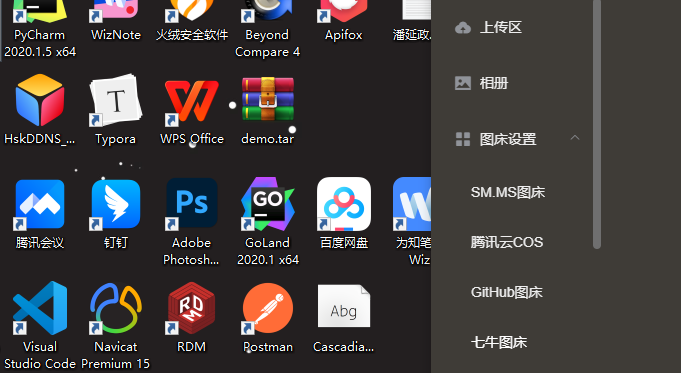 PyCharm
2020.1.5 x64
WizNote
火绒安全软件
Beyond
Compare 4
Apifox
潘延政...
HskDDNS_...
T
Typora
WPS Office
demo.tar
腾讯会议
钉钉
Ps
Adobe
Photosh...
GO
GoLand
2020.1 x64
百度网盘
为知笔
Wiz
Visual
Studio Code
Navicat
Premium 15
RDM
RDM
Postman
Abg
Cascadia...
上传区
相册
图床设置
SM.MS图床
腾讯云COS
GitHub图床
七牛图床